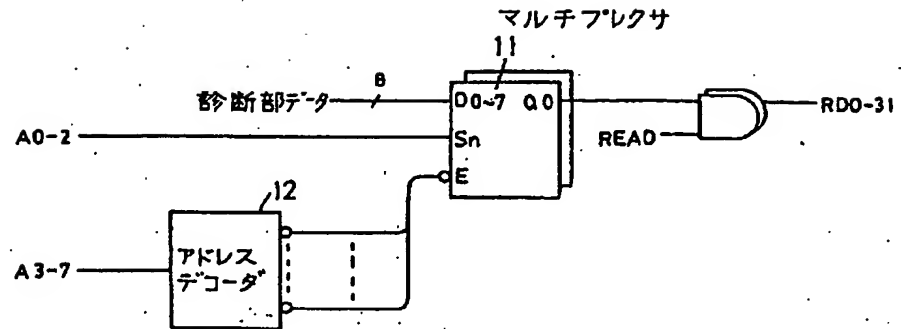 マルチプレクサ
11
8
診断部データ
D0~7 Q0
RD0-31
A0-2
Sn
READ
E
12
アドレス
デコーダ
A3-7